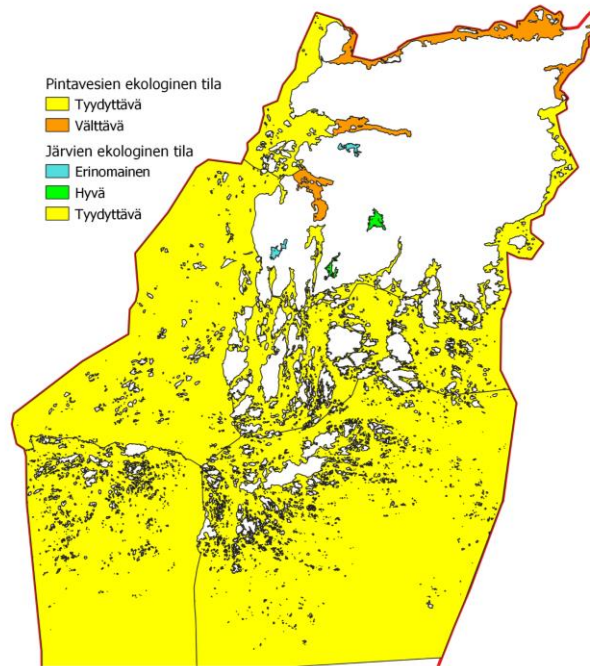 Pintavesien ekologinen tila
Tyydyttävä
Välttävä
Järvien ekologinen tila
Erinomainen
Hyvä
Tyydyttävä